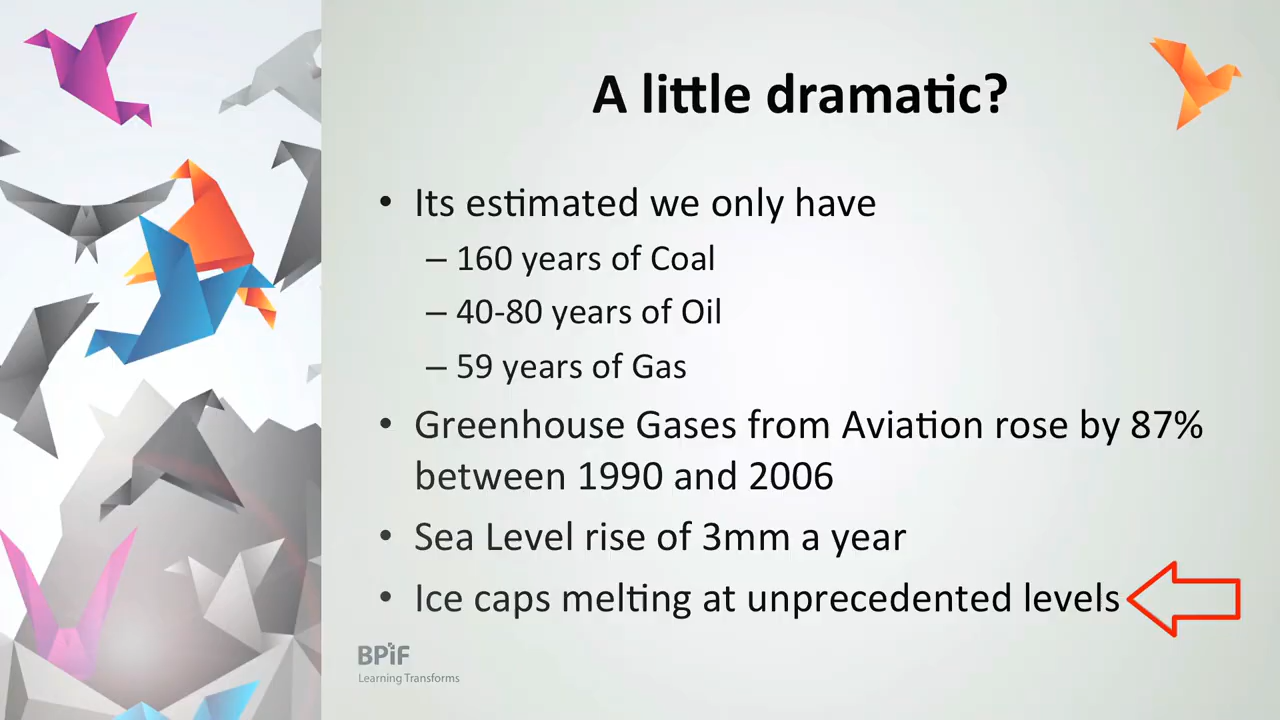 A little dramatic?
• Its estimated we only have
– 160 years of Coal
– 40-80 years of Oil
– 59 years of Gas
• Greenhouse Gases from Aviation rose by 87%
between 1990 and 2006
• Sea Level rise of 3mm a year
• Ice caps melting at unprecedented levels
BPiF
Learning Transforms